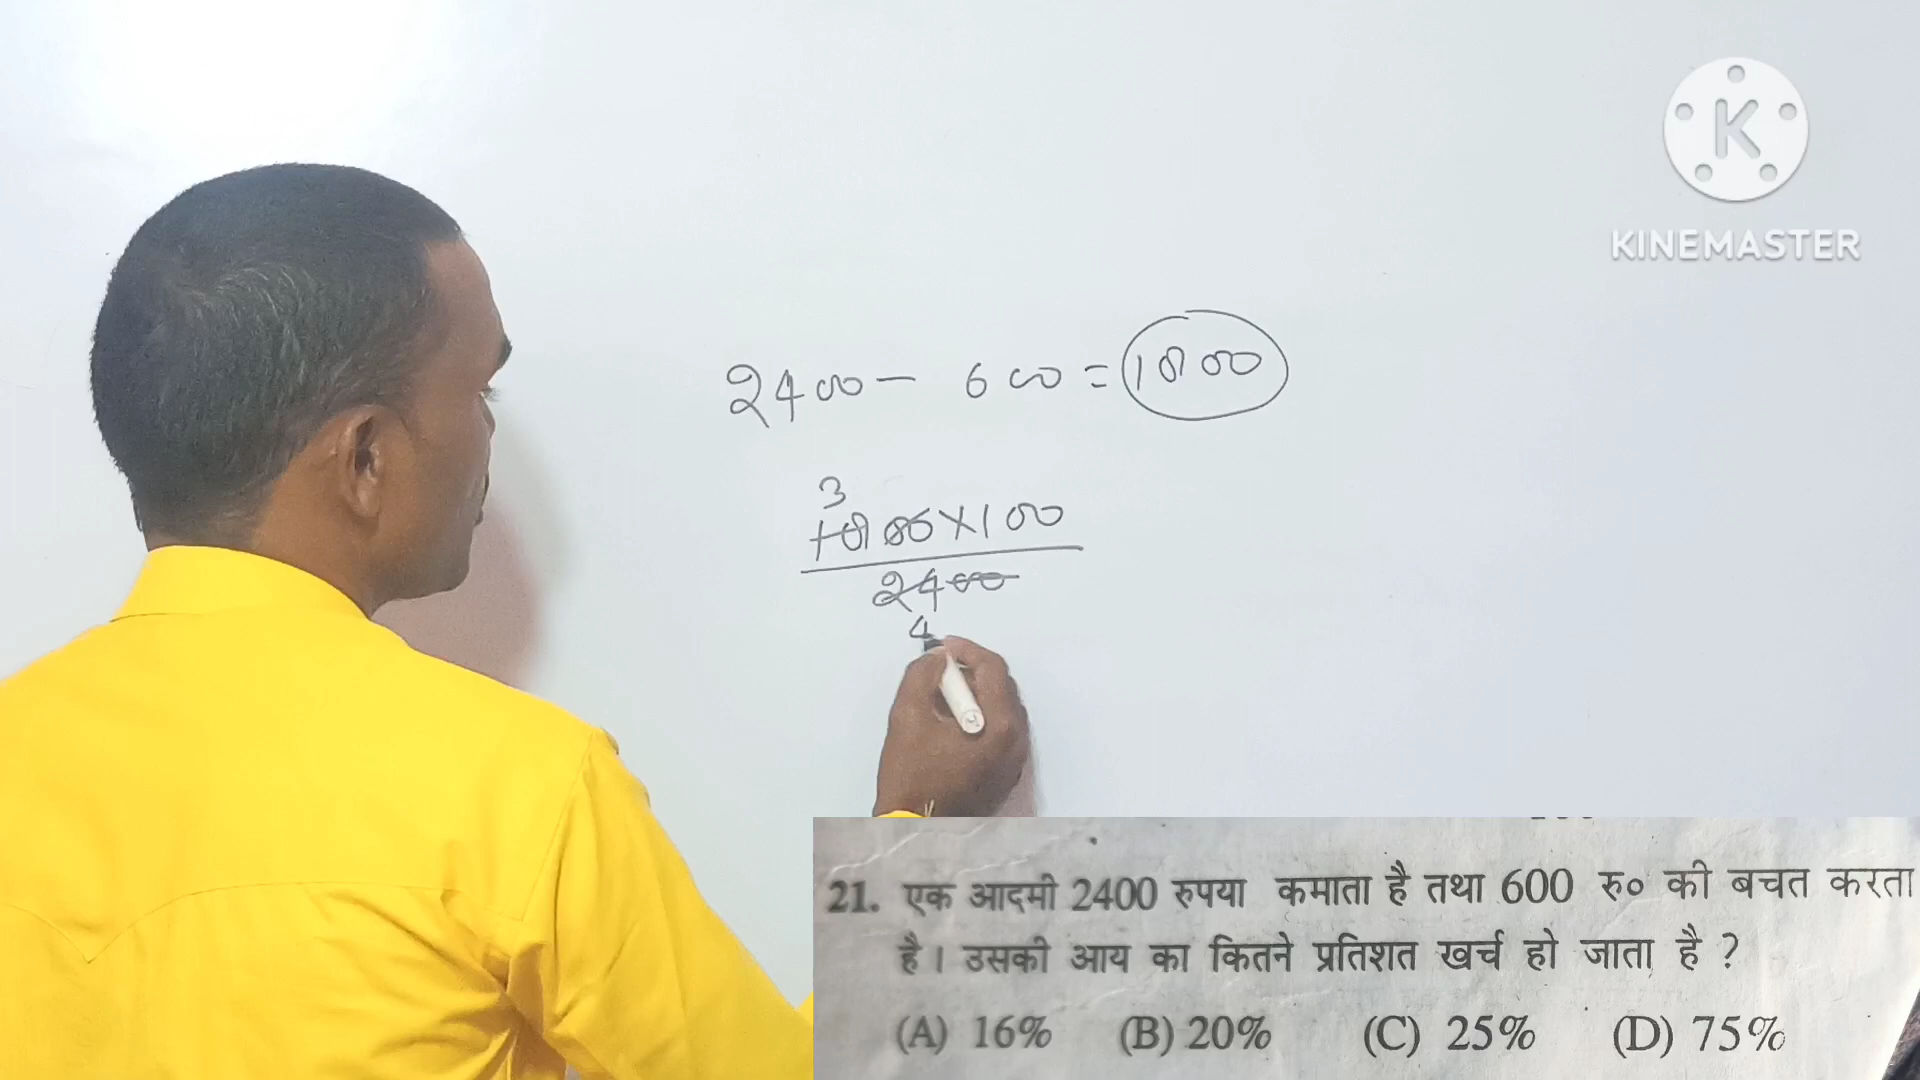 KINEMASTER
2400 - 600 = 1800
3
1800 × 100
2400
4
21. एक आदमी 2400 रुपया कमाता है तथा 600 रु० की बचत करता
है। उसकी आय का कितने प्रतिशत खर्च हो जाता है ?
(A) 16% (B) 20% (C) 25% (D) 75%